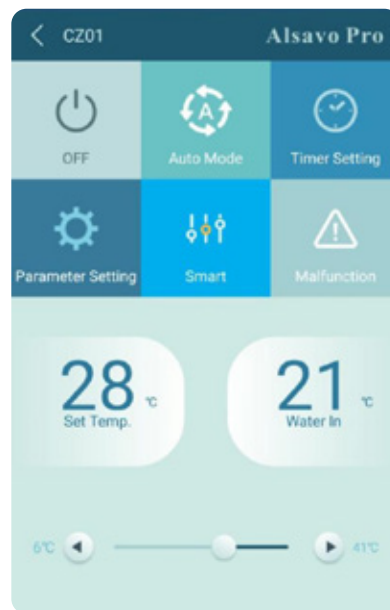 CZ01 Alsavo Pro
OFF Auto Mode Timer Setting
Parameter Setting Smart Malfunction
28 °C 21 °C
Set Temp. Water In
6°C 41°C